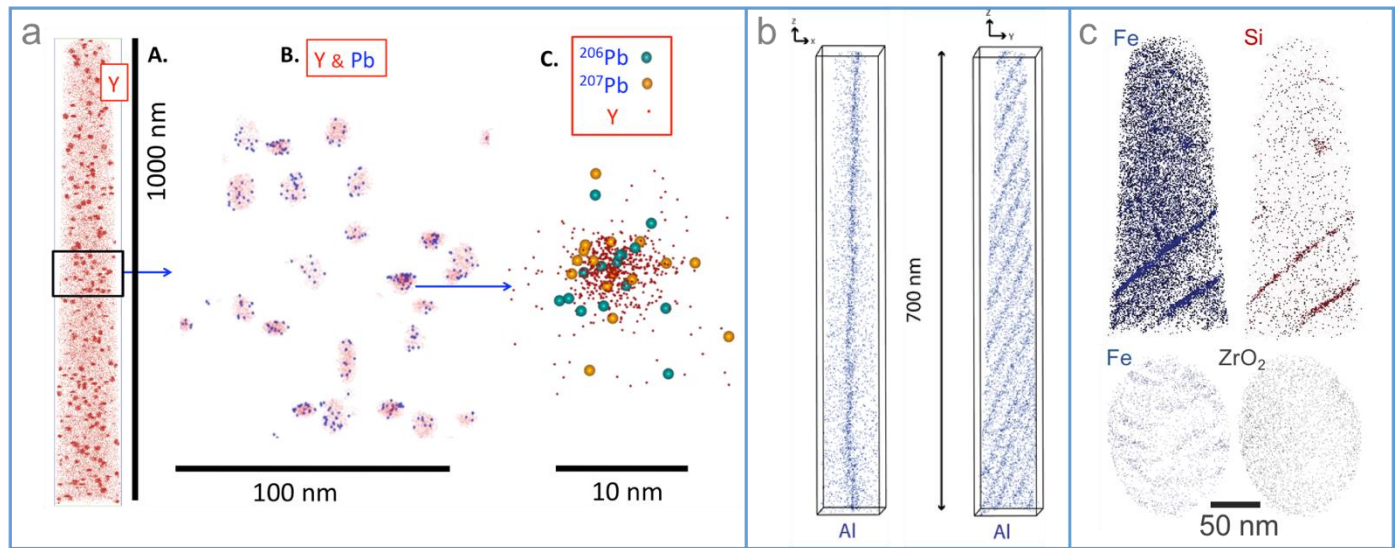 a
Y
A.
1000 nm
B.
Y & Pb
100 nm
C.
206Pb
207Pb
Y
10 nm
b
z
x
z
Y
700 nm
Al
Al
c
Fe
Si
Fe
ZrO2
50 nm